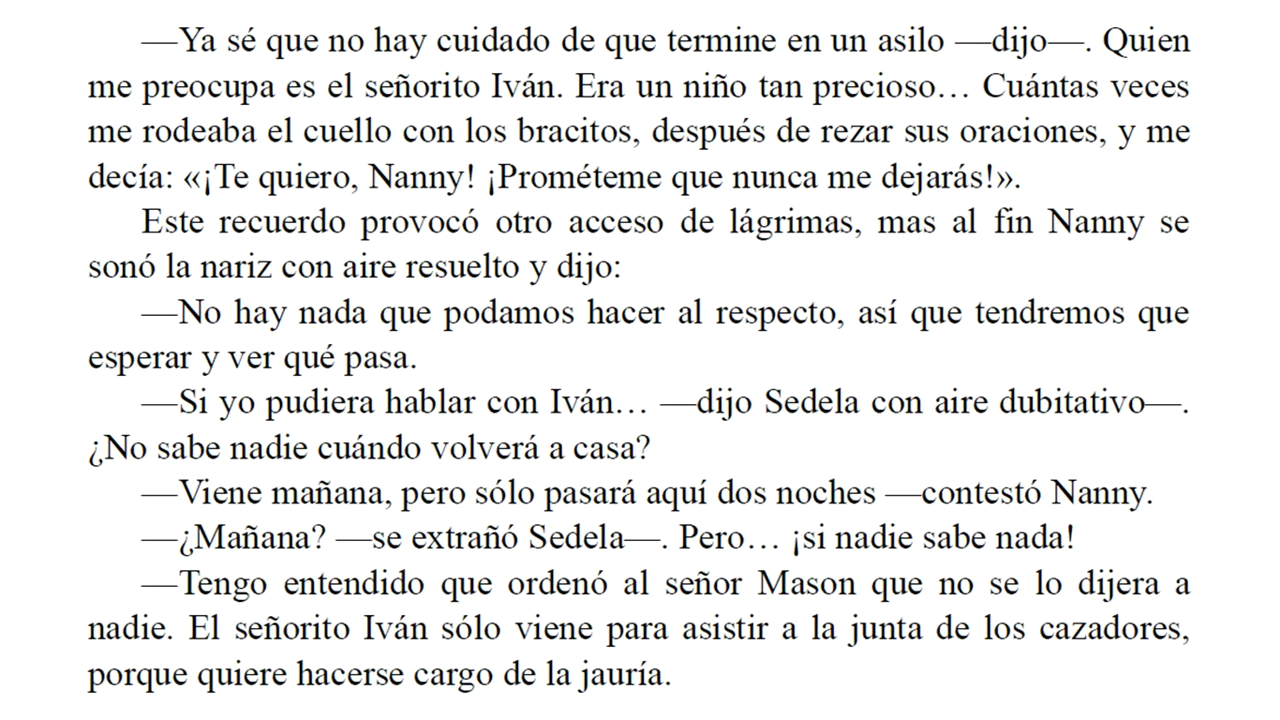 —Ya sé que no hay cuidado de que termine en un asilo —dijo—. Quien
me preocupa es el señorito Iván. Era un niño tan precioso… Cuántas veces
me rodeaba el cuello con los bracitos, después de rezar sus oraciones, y me
decía: «¡Te quiero, Nanny! ¡Prométeme que nunca me dejarás!».
Este recuerdo provocó otro acceso de lágrimas, mas al fin Nanny se
sonó la nariz con aire resuelto y dijo:
—No hay nada que podamos hacer al respecto, así que tendremos que
esperar y ver qué pasa.
—Si yo pudiera hablar con Iván… —dijo Sedela con aire dubitativo—.
¿No sabe nadie cuándo volverá a casa?
—Viene mañana, pero sólo pasará aquí dos noches —contestó Nanny.
—¿Mañana? —se extrañó Sedela—. Pero… ¡si nadie sabe nada!
—Tengo entendido que ordenó al señor Mason que no se lo dijera a
nadie. El señorito Iván sólo viene para asistir a la junta de los cazadores,
porque quiere hacerse cargo de la jauría.